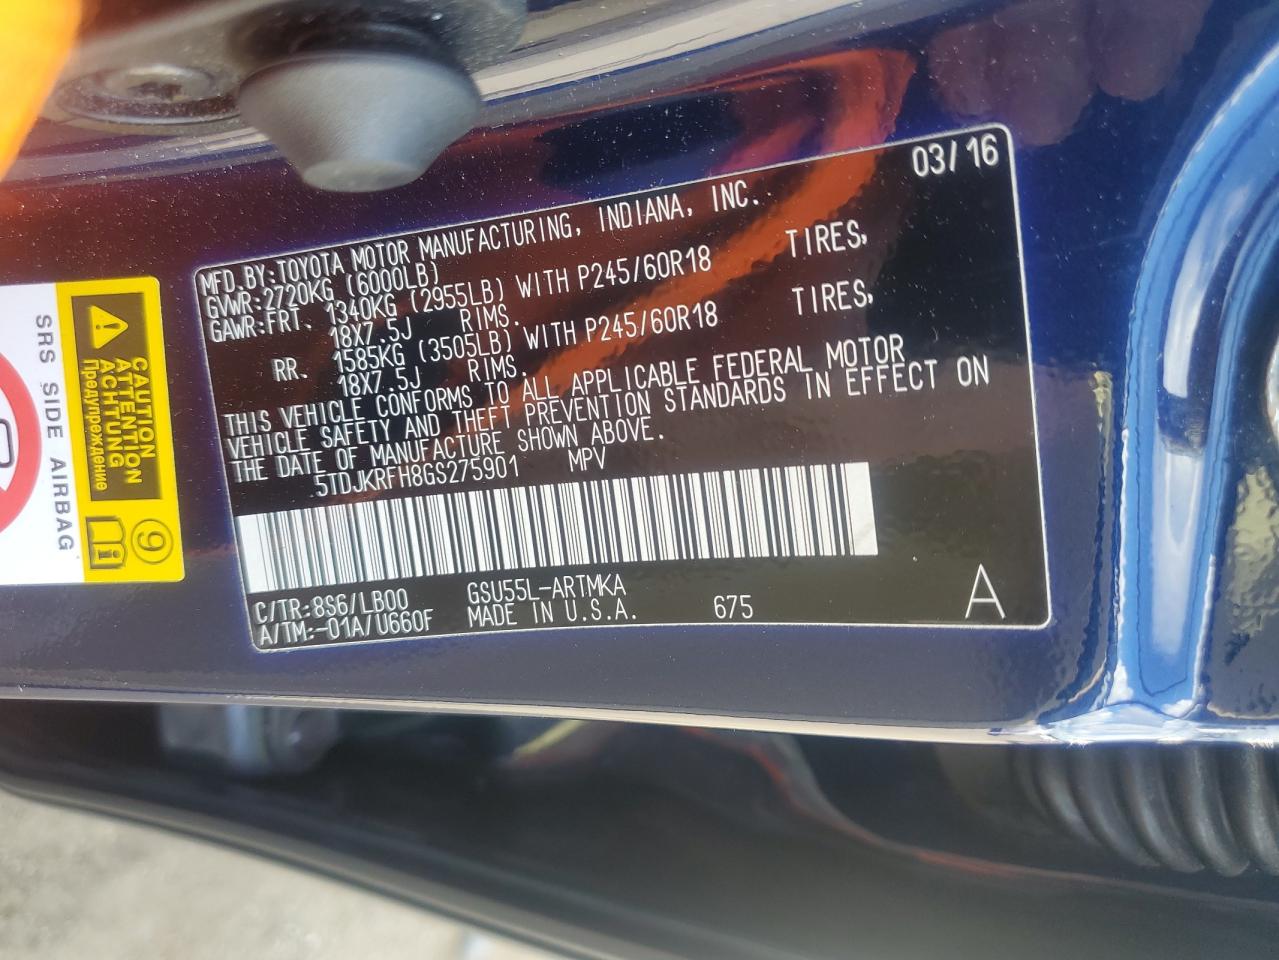 03/16
MFD.BY:TOYOTA MOTOR MANUFACTURING, INDIANA, INC.
GVWR:2720KG (6000LB)
GAWR:FRT. 1340KG (2955LB) WITH P245/60R18 TIRES,
18X7.5J RIMS.
RR. 1585KG (3505LB) WITH P245/60R18 TIRES,
18X7.5J RIMS.
THIS VEHICLE CONFORMS TO ALL APPLICABLE FEDERAL MOTOR
VEHICLE SAFETY AND THEFT PREVENTION STANDARDS IN EFFECT ON
THE DATE OF MANUFACTURE SHOWN ABOVE.
5TDJKRFH8GS275901 MPV
C/TR:8S6/LB00 GSU55L-ARTMKA
A/TM:-01A/U660F MADE IN U.S.A. 675 A
CAUTION
ATTENTION
ACHTUNG
Предупреждение
9
SRS SIDE AIRBAG